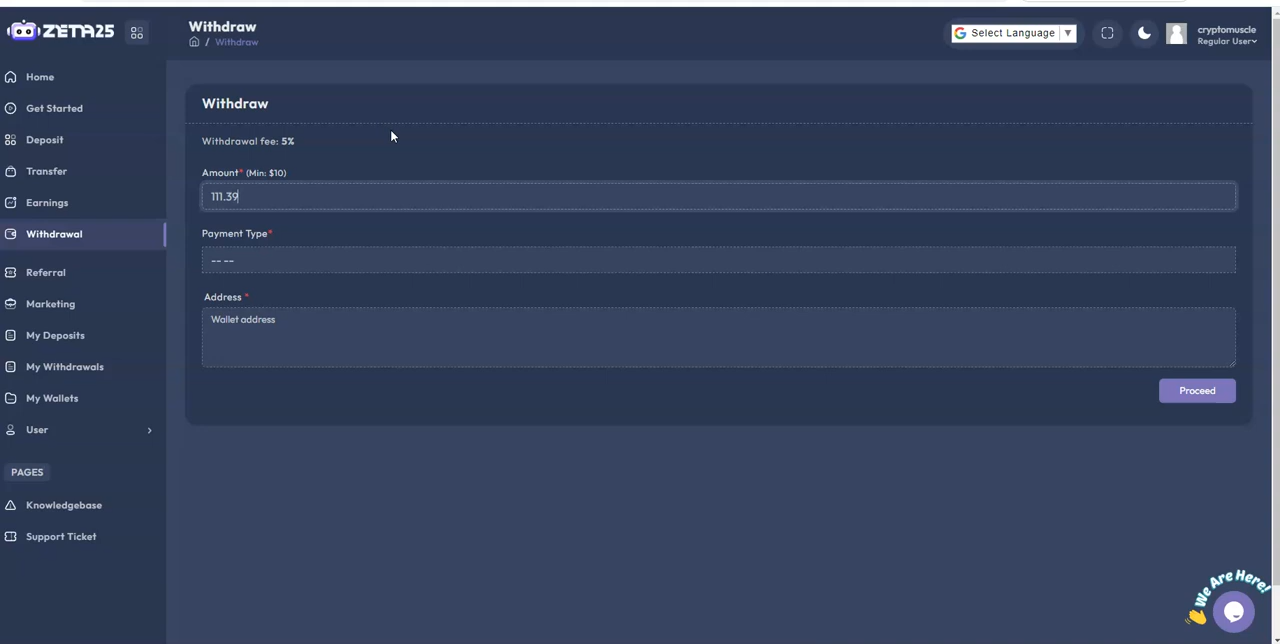 ZETA25
Withdraw
/ Withdraw
Select Language ▼
cryptomuscle
Regular User
Home
Get Started
Deposit
Transfer
Earnings
Withdrawal
Referral
Marketing
My Deposits
My Withdrawals
My Wallets
User
PAGES
Knowledgebase
Support Ticket
Withdraw
Withdrawal fee: 5%
Amount* (Min: $10)
111.39
Payment Type*
-- --
Address *
Wallet address
Proceed
We Are Here!